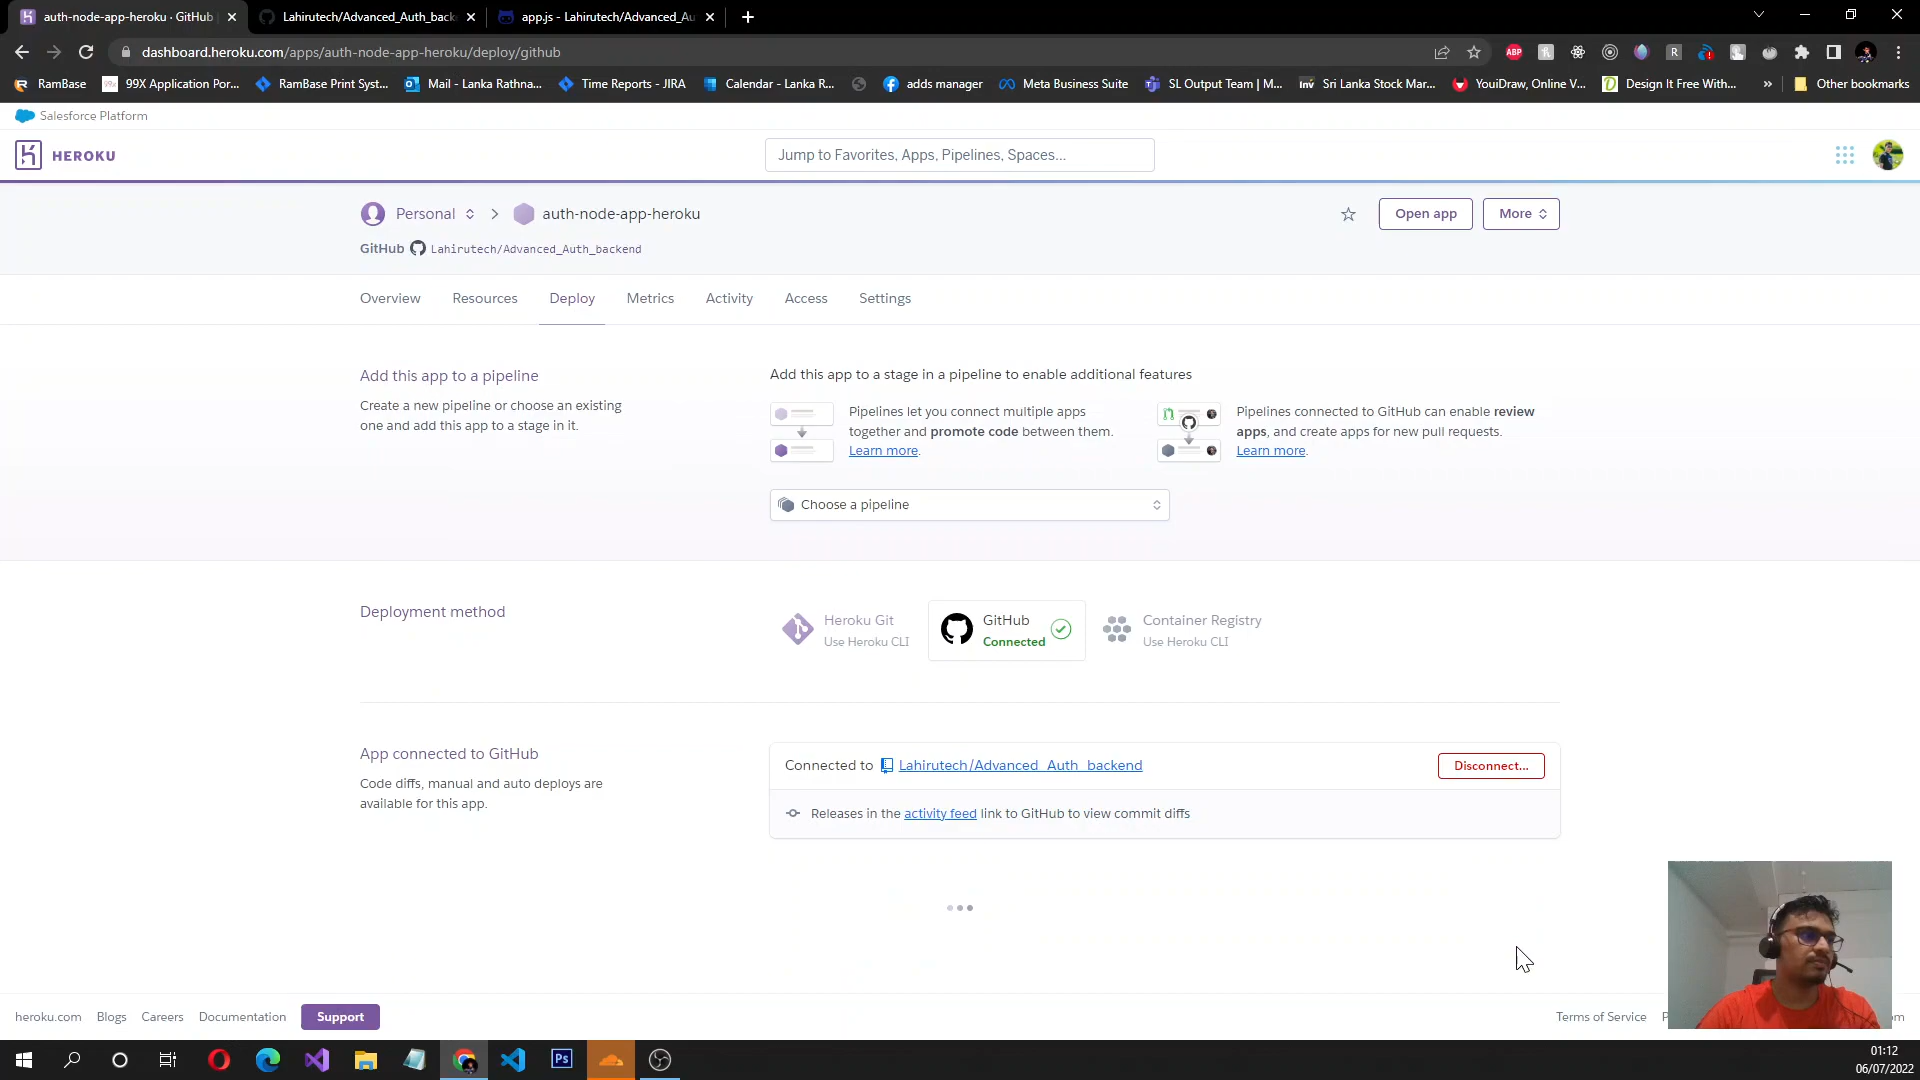 auth-node-app-heroku · GitHub
Lahirutech/Advanced_Auth_back
app.js - Lahirutech/Advanced_Au
dashboard.heroku.com/apps/auth-node-app-heroku/deploy/github
ABP
R
RamBase
99X Application Por...
RamBase Print Syst...
Mail - Lanka Rathna...
Time Reports - JIRA
Calendar - Lanka R...
adds manager
Meta Business Suite
SL Output Team | M...
Inv
Sri Lanka Stock Mar...
YouiDraw, Online V...
Design It Free With...
»
Other bookmarks
Salesforce Platform
HEROKU
Jump to Favorites, Apps, Pipelines, Spaces...
Personal
auth-node-app-heroku
Open app
More
GitHub Lahirutech/Advanced_Auth_backend
Overview
Resources
Deploy
Metrics
Activity
Access
Settings
Add this app to a pipeline
Create a new pipeline or choose an existing
one and add this app to a stage in it.
Add this app to a stage in a pipeline to enable additional features
Pipelines let you connect multiple apps
together and promote code between them.
Learn more.
Pipelines connected to GitHub can enable review
apps, and create apps for new pull requests.
Learn more.
Choose a pipeline
Deployment method
Heroku Git
Use Heroku CLI
GitHub
Connected
Container Registry
Use Heroku CLI
App connected to GitHub
Code diffs, manual and auto deploys are
available for this app.
Connected to Lahirutech/Advanced_Auth_backend
Disconnect...
Releases in the activity feed link to GitHub to view commit diffs
heroku.com
Blogs
Careers
Documentation
Support
Terms of Service
Ps
01:12
06/07/2022